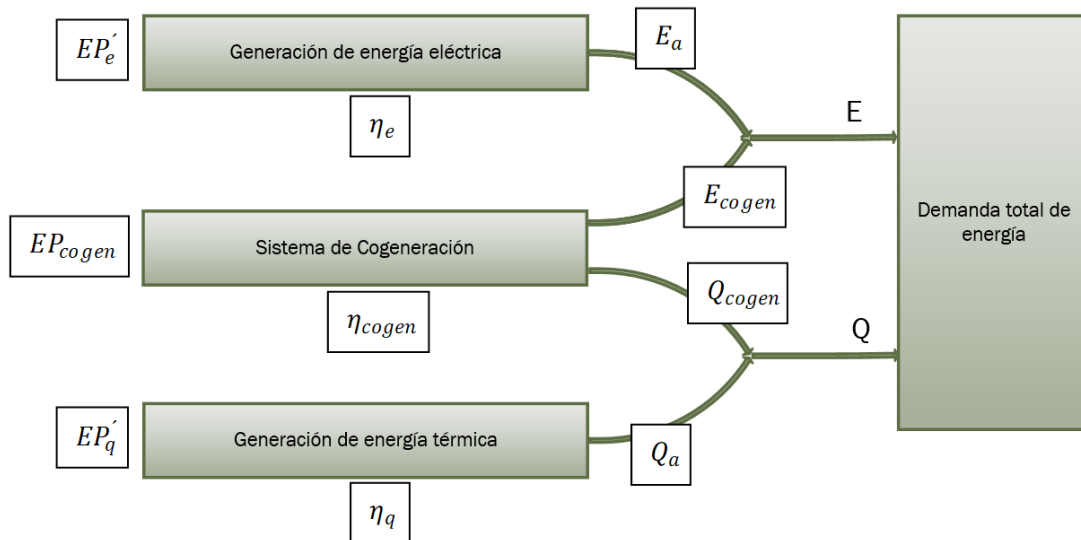 EP´e
Generación de energía eléctrica
Ea
ηe
E
Ecogen
EPcogen
Sistema de Cogeneración
Demanda total de
energía
Qcogen
ηcogen
Q
EP´q
Generación de energía térmica
Qa
ηq